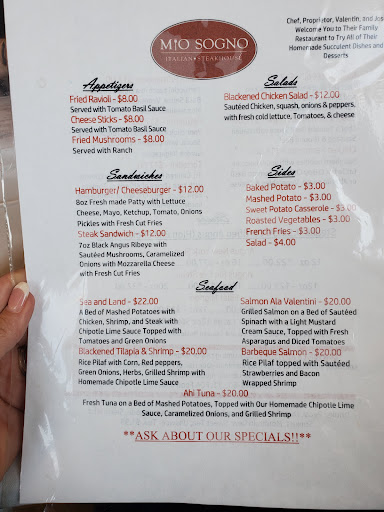 MIO SOGNO
ITALIAN•STEAKHOUSE
Chef, Proprietor, Valentin, and Jos
Welcome You to Their Family
Restaurant to Try All of Their
Homemade Succulent Dishes and
Desserts
Appetizers
Fried Ravioli - $8.00
Served with Tomato Basil Sauce
Cheese Sticks - $8.00
Served with Tomato Basil Sauce
Fried Mushrooms - $8.00
Served with Ranch
Salads
Blackened Chicken Salad - $12.00
Sautéed Chicken, squash, onions & peppers,
with fresh cold lettuce, Tomatoes, & cheese
Sandwiches
Hamburger/ Cheeseburger - $12.00
8oz Fresh made Patty with Lettuce
Cheese, Mayo, Ketchup, Tomato, Onions
Pickles with Fresh Cut Fries
Steak Sandwich - $12.00
7oz Black Angus Ribeye with
Sautéed Mushrooms, Caramelized
Onions with Mozzarella Cheese
with Fresh Cut Fries
Sides
Baked Potato - $3.00
Mashed Potato - $3.00
Sweet Potato Casserole - $3.00
Roasted Vegetables - $3.00
French Fries - $3.00
Salad - $4.00
Seafood
Sea and Land - $22.00
A Bed of Mashed Potatoes with
Chicken, Shrimp, and Steak with
Chipotle Lime Sauce Topped with
Tomatoes and Green Onions
Blackened Tilapia & Shrimp - $20.00
Rice Pilaf with Corn, Red peppers,
Green Onions, Herbs, Grilled Shrimp with
Homemade Chipotle Lime Sauce
Salmon Ala Valentini - $20.00
Grilled Salmon on a Bed of Sautéed
Spinach with a Light Mustard
Cream Sauce, Topped with Fresh
Asparagus and Diced Tomatoes
Barbeque Salmon - $20.00
Rice Pilaf topped with Sautéed
Strawberries and Bacon
Wrapped Shrimp
Ahi Tuna - $20.00
Fresh Tuna on a Bed of Mashed Potatoes, Topped with Our Homemade Chipotle Lime
Sauce, Caramelized Onions, and Grilled Shrimp
**ASK ABOUT OUR SPECIALS!!**